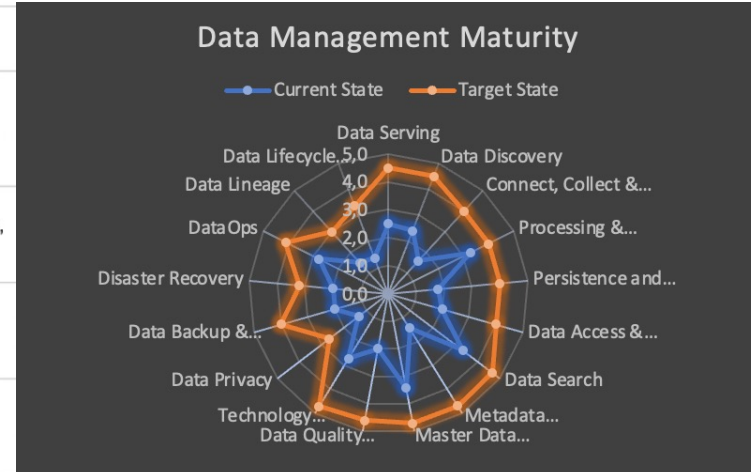 Data Management Maturity
Current State
Target State
Data Serving
Data Lifecycle...
5,0
Data Discovery
Data Lineage
4,0
Connect, Collect &...
3,0
DataOps
Processing &...
2,0
1,0
Disaster Recovery
0,0
Persistence and...
Data Backup &...
Data Access &...
Data Privacy
Data Search
Technology...
Metadata...
Data Quality...
Master Data...
,